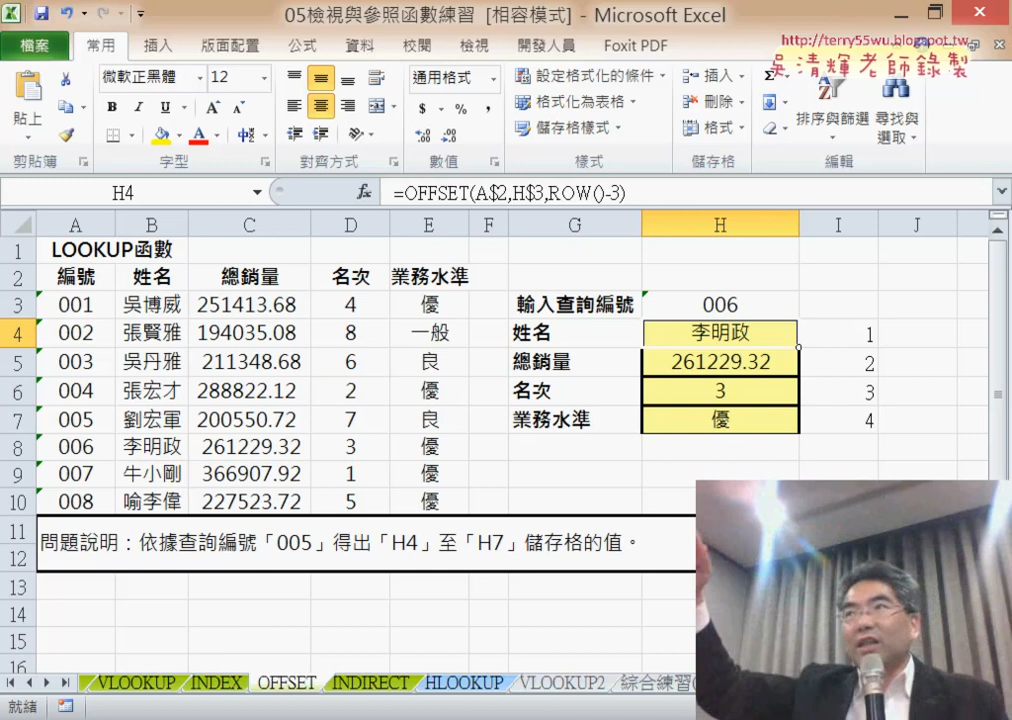 05檢視與參照函數練習 [相容模式] - Microsoft Excel
檔案 常用 插入 版面配置 公式 資料 校閱 檢視 開發人員 Foxit PDF
http://terry55wu.blogspot.tw
吳清輝老師錄製
貼上
微軟正黑體 12
B I U A A
A 中
通用格式
$ % ,
設定格式化的條件
格式化為表格
儲存格樣式
插入
刪除
格式
Σ
排序與篩選 尋找與
選取
剪貼簿 字型 對齊方式 數值 樣式 儲存格 編輯
H4 fx =OFFSET(A$2,H$3,ROW()-3)
A B C D E F G H I J
1 LOOKUP函數
2 編號 姓名 總銷量 名次 業務水準
3 001 吳博威 251413.68 4 優 輸入查詢編號 006
4 002 張賢雅 194035.08 8 一般 姓名 李明政 1
5 003 吳丹雅 211348.68 6 良 總銷量 261229.32 2
6 004 張宏才 288822.12 2 優 名次 3 3
7 005 劉宏軍 200550.72 7 良 業務水準 優 4
8 006 李明政 261229.32 3 優
9 007 牛小剛 366907.92 1 優
10 008 喻李偉 227523.72 5 優
11
問題說明：依據查詢編號「005」得出「H4」至「H7」儲存格的值。
12
13
14
15
16
VLOOKUP INDEX OFFSET INDIRECT HLOOKUP VLOOKUP2 綜合練習(
就緒